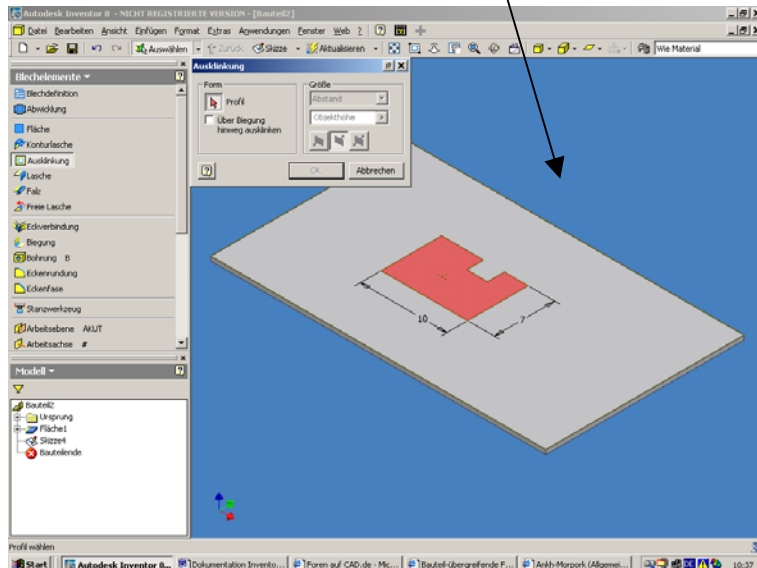 Autodesk Inventor 8 - NICHT REGISTRIERTE VERSION - [Bauteil2]
Datei Bearbeiten Ansicht Einfügen Format Extras Anwendungen Fenster Web ?
Auswählen Zurück Skizze Aktualisieren Wie Material
Blechelemente
Blechdefinition
Abwicklung
Fläche
Konturlasche
Ausklinkung
Lasche
Falz
Freie Lasche
Eckverbindung
Biegung
Bohrung B
Eckenrundung
Eckenfase
Stanzwerkzeug
Arbeitsebene AKUT
Arbeitsachse #
Ausklinkung
Form
Profil
Über Biegung
hinweg ausklinken
Größe
Abstand
Objekthöhe
OK
Abbrechen
10
7
Modell
Bauteil2
Ursprung
Fläche1
Skizze4
Bauteilende
Profil wählen
3
Start Autodesk Inventor 8... Dokumentation Invento... Foren auf CAD.de - Mic... Bauteil-übergreifende F... Ankh-Morpork (Allgemei... 10:37